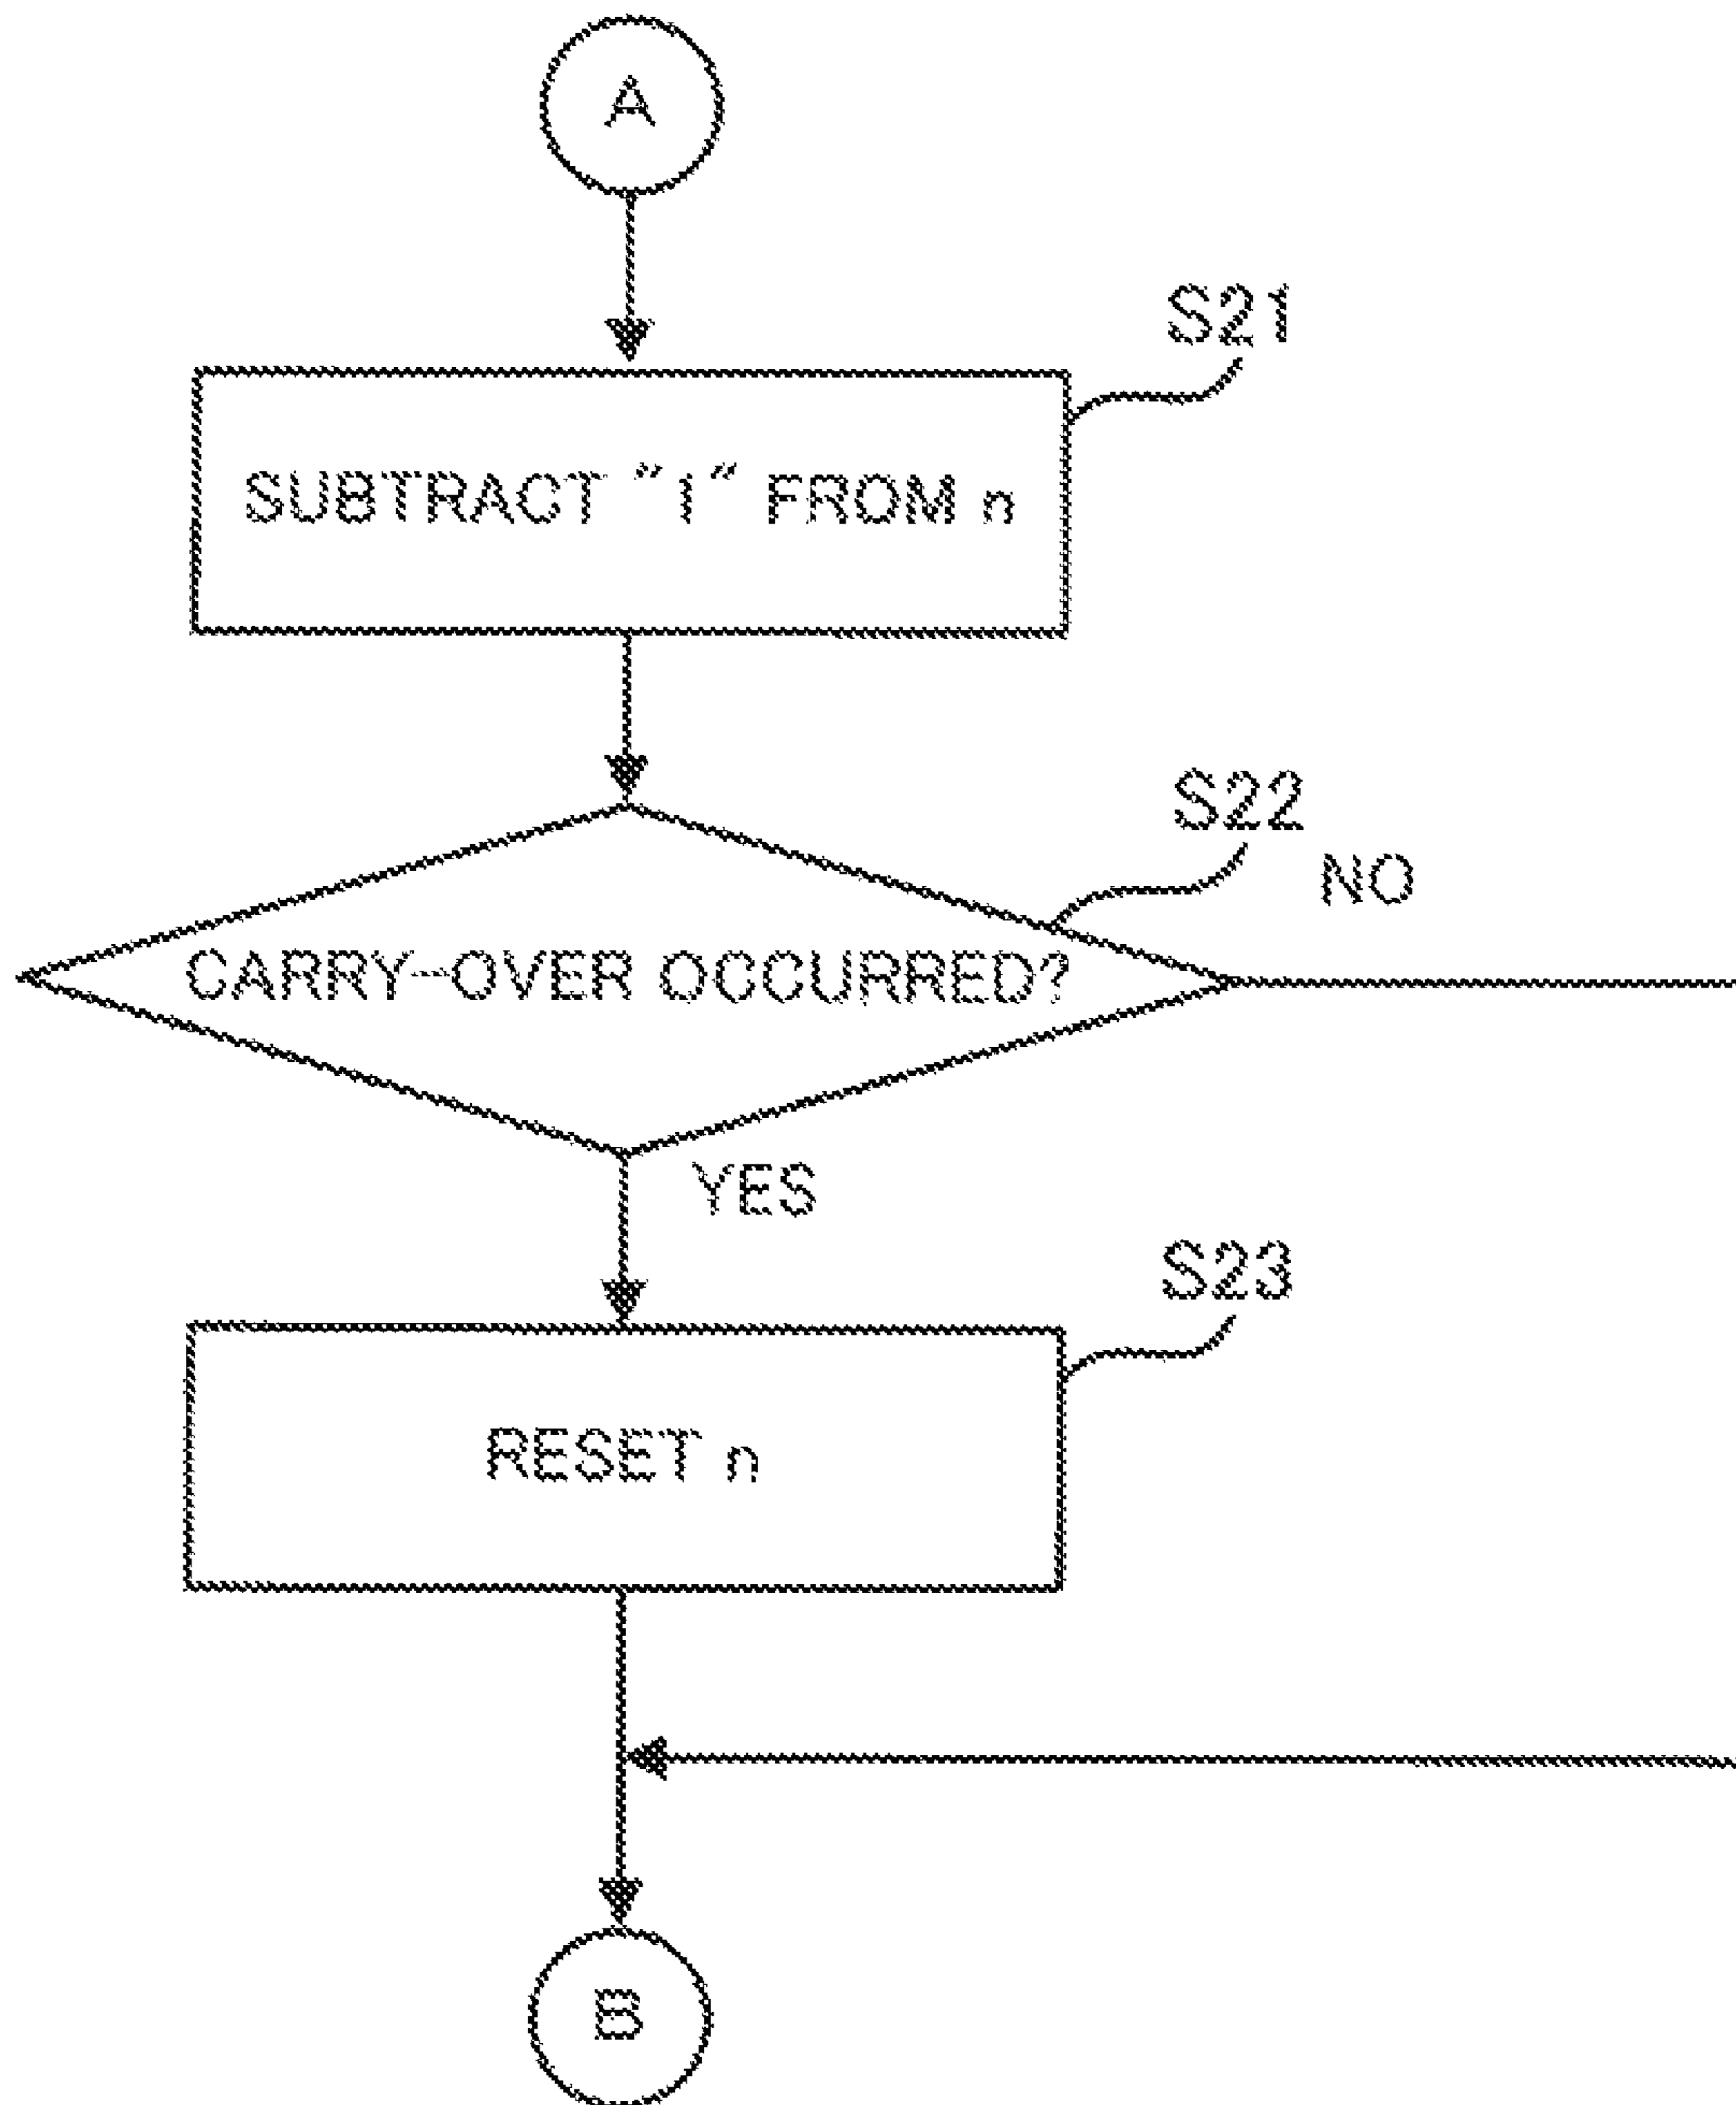 A
S21
SUBTRACT "1" FROM n
S22
NO
CARRY-OVER OCCURRED?
YES
S23
RESET n
B